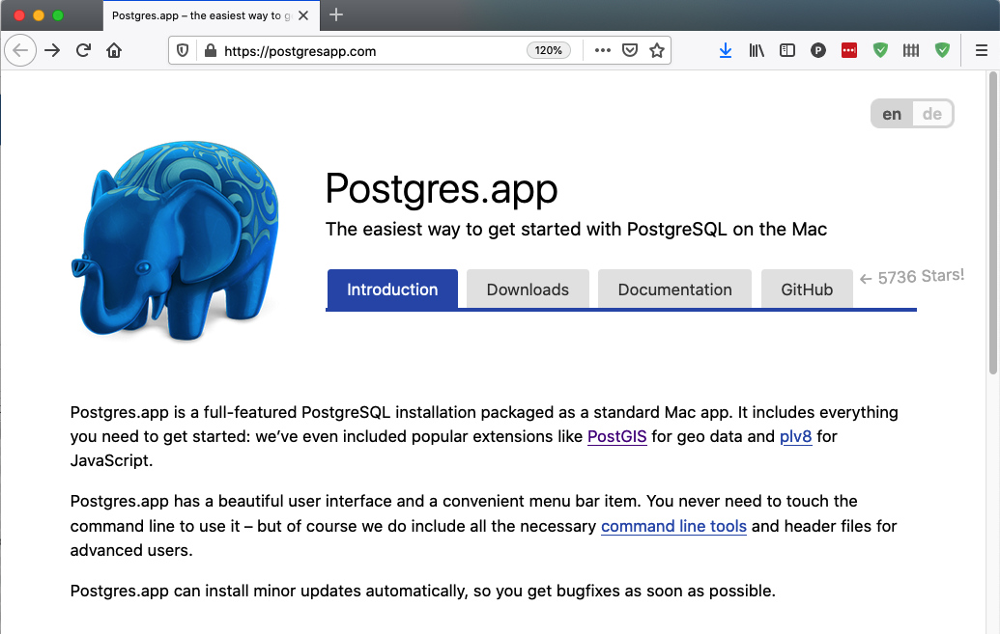 Postgres.app – the easiest way to g
https://postgresapp.com
120%
P
en de
Postgres.app
The easiest way to get started with PostgreSQL on the Mac
Introduction Downloads Documentation GitHub ← 5736 Stars!
Postgres.app is a full-featured PostgreSQL installation packaged as a standard Mac app. It includes everything
you need to get started: we’ve even included popular extensions like PostGIS for geo data and plv8 for
JavaScript.
Postgres.app has a beautiful user interface and a convenient menu bar item. You never need to touch the
command line to use it – but of course we do include all the necessary command line tools and header files for
advanced users.
Postgres.app can install minor updates automatically, so you get bugfixes as soon as possible.